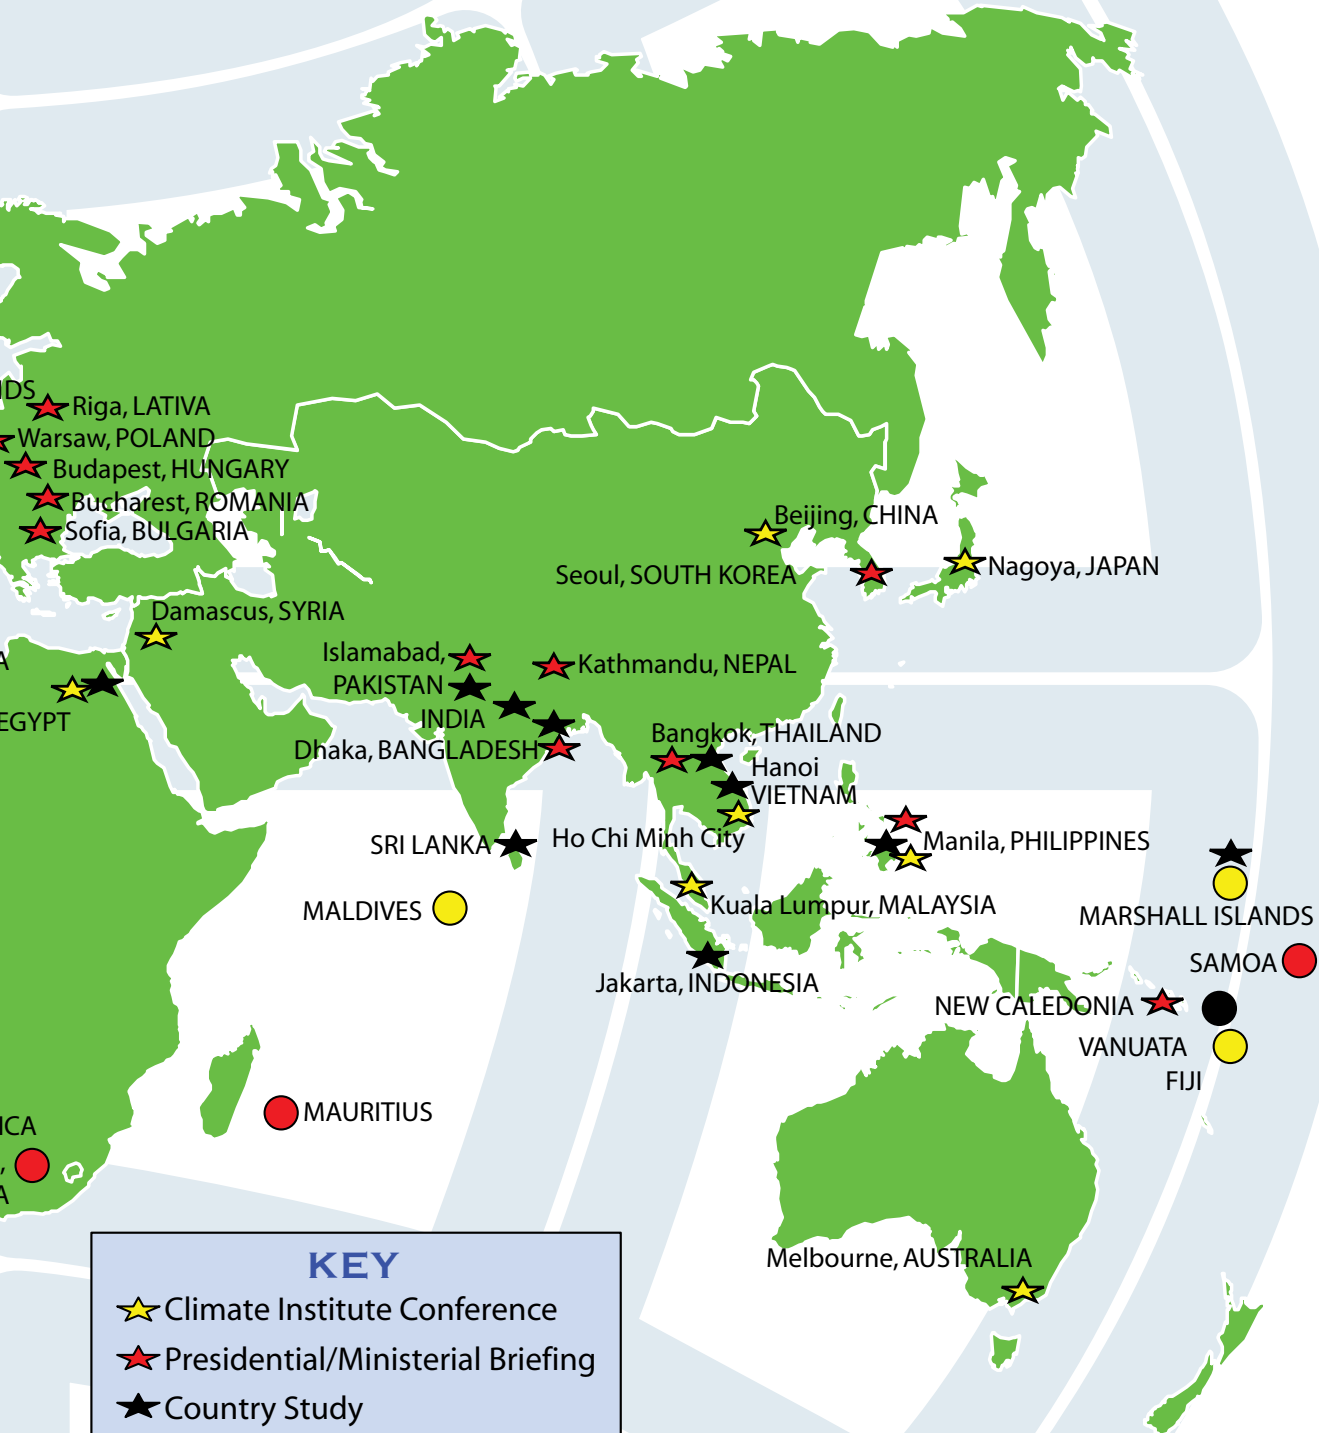 IDS
Riga, LATIVA
Warsaw, POLAND
Budapest, HUNGARY
Bucharest, ROMANIA
Sofia, BULGARIA
Beijing, CHINA
Seoul, SOUTH KOREA
Nagoya, JAPAN
Damascus, SYRIA
Islamabad,
PAKISTAN
Kathmandu, NEPAL
A
EGYPT
INDIA
Dhaka, BANGLADESH
Bangkok, THAILAND
Hanoi
VIETNAM
Ho Chi Minh City
SRI LANKA
Manila, PHILIPPINES
MALDIVES
Kuala Lumpur, MALAYSIA
MARSHALL ISLANDS
SAMOA
Jakarta, INDONESIA
NEW CALEDONIA
VANUATA
FIJI
MAURITIUS
ICA
,
A
Melbourne, AUSTRALIA
KEY
Climate Institute Conference
Presidential/Ministerial Briefing
Country Study